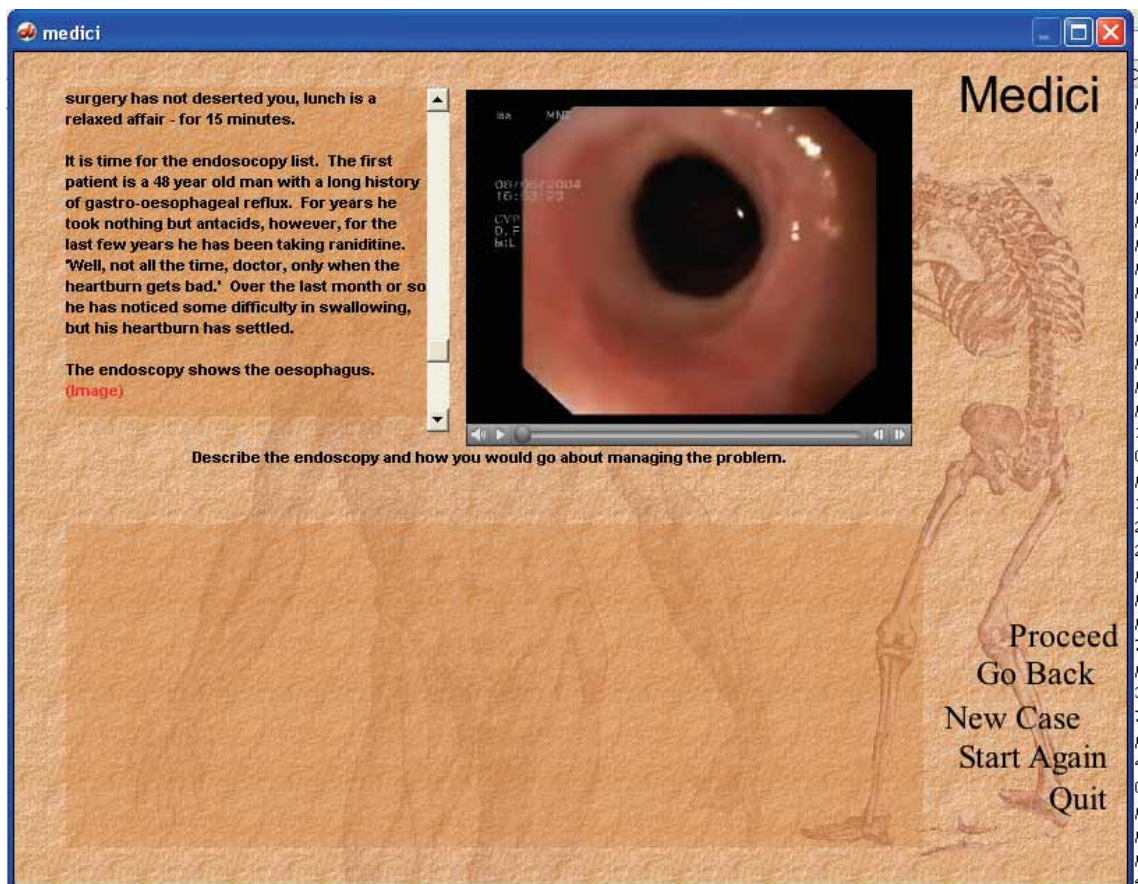 medici
Medici
surgery has not deserted you, lunch is a
relaxed affair - for 15 minutes.
It is time for the endosocopy list. The first
patient is a 48 year old man with a long history
of gastro-oesophageal reflux. For years he
took nothing but antacids, however, for the
last few years he has been taking raniditine.
'Well, not all the time, doctor, only when the
heartburn gets bad.' Over the last month or so
he has noticed some difficulty in swallowing,
but his heartburn has settled.
The endoscopy shows the oesophagus.
(Image)
08/06/2004
CVP
D.F
Describe the endoscopy and how you would go about managing the problem.
Proceed
Go Back
New Case
Start Again
Quit